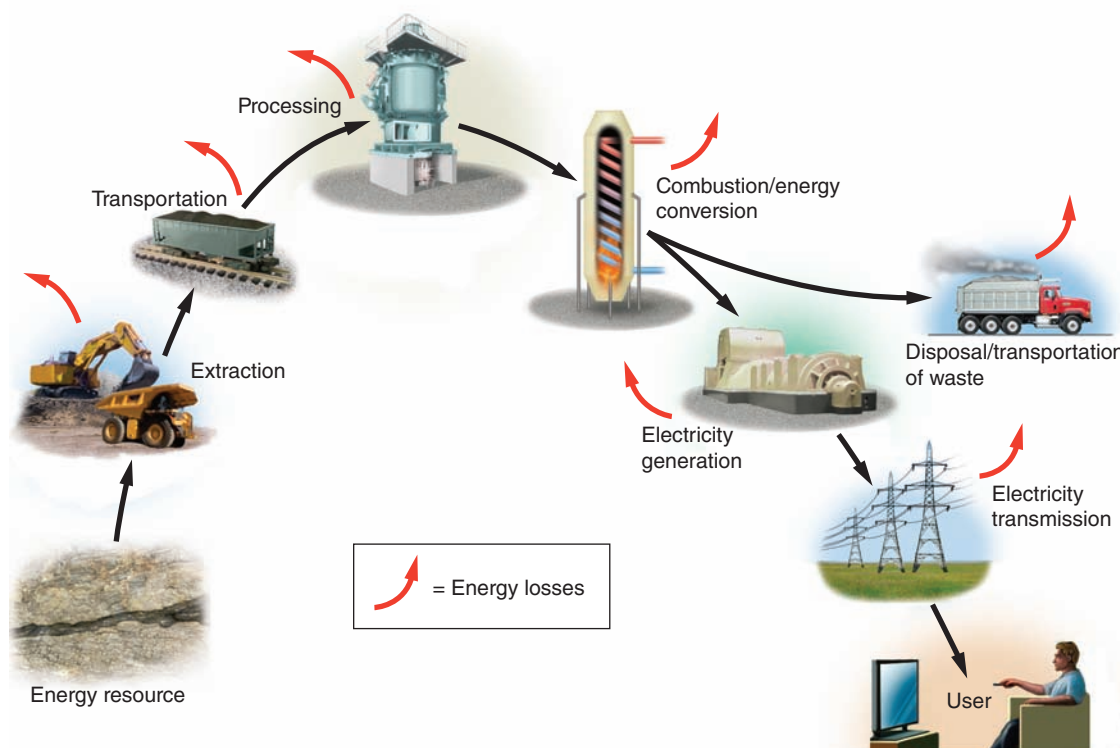 Processing
Transportation
Combustion/energy
conversion
Extraction
Disposal/transportation
of waste
Electricity
generation
Electricity
transmission
= Energy losses
Energy resource
User